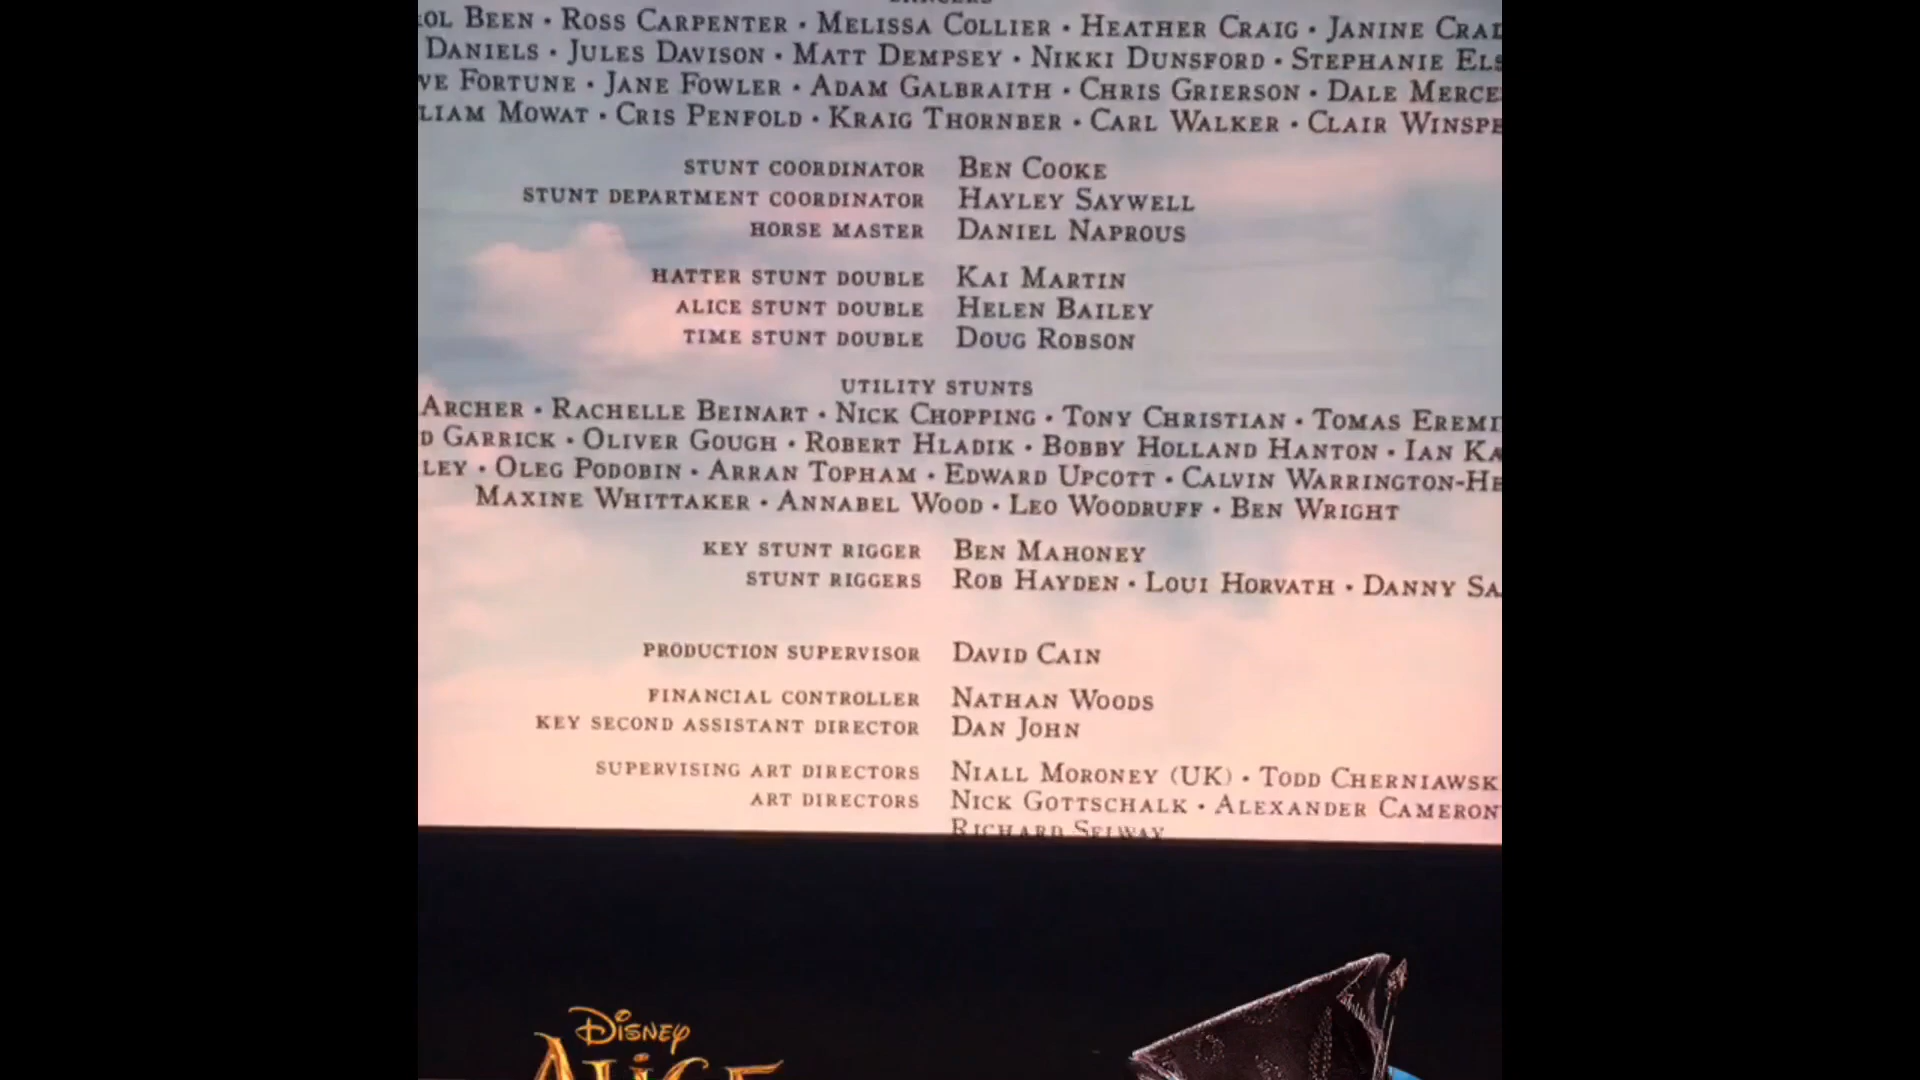 BEEN • ROSS CARPENTER • MELISSA COLLIER • HEATHER CRAIG • JANINE
DANIELS • JULES DAVISON • MATT DEMPSEY • NIKKI DUNSFORD • STEPHANIE
FORTUNE • JANE FOWLER • ADAM GALBRAITH • CHRIS GRIERSON • DALE
MOWAT • CRIS PENFOLD • KRAIG THORNBER • CARL WALKER • CLAIR
STUNT COORDINATOR BEN COOKE
STUNT DEPARTMENT COORDINATOR HAYLEY SAYWELL
HORSE MASTER DANIEL NAPROUS
HATTER STUNT DOUBLE KAI MARTIN
ALICE STUNT DOUBLE HELEN BAILEY
TIME STUNT DOUBLE DOUG ROBSON
UTILITY STUNTS
ARCHER • RACHELLE BEINART • NICK CHOPPING • TONY CHRISTIAN • TOMAS
GARRICK • OLIVER GOUGH • ROBERT HLADIK • BOBBY HOLLAND HANTON • IAN
• OLEG PODOBIN • ARRAN TOPHAM • EDWARD UPCOTT • CALVIN
MAXINE WHITTAKER • ANNABEL WOOD • LEO WOODRUFF • BEN WRIGHT
KEY STUNT RIGGER BEN MAHONEY
STUNT RIGGERS ROB HAYDEN • LOUI HORVATH • DANNY
PRODUCTION SUPERVISOR DAVID CAIN
FINANCIAL CONTROLLER NATHAN WOODS
KEY SECOND ASSISTANT DIRECTOR DAN JOHN
SUPERVISING ART DIRECTORS NIALL MORONEY (UK) • TODD
ART DIRECTORS NICK GOTTSCHALK • ALEXANDER CAMERON
RICHARD SELWAY
DISNEY
ALICE